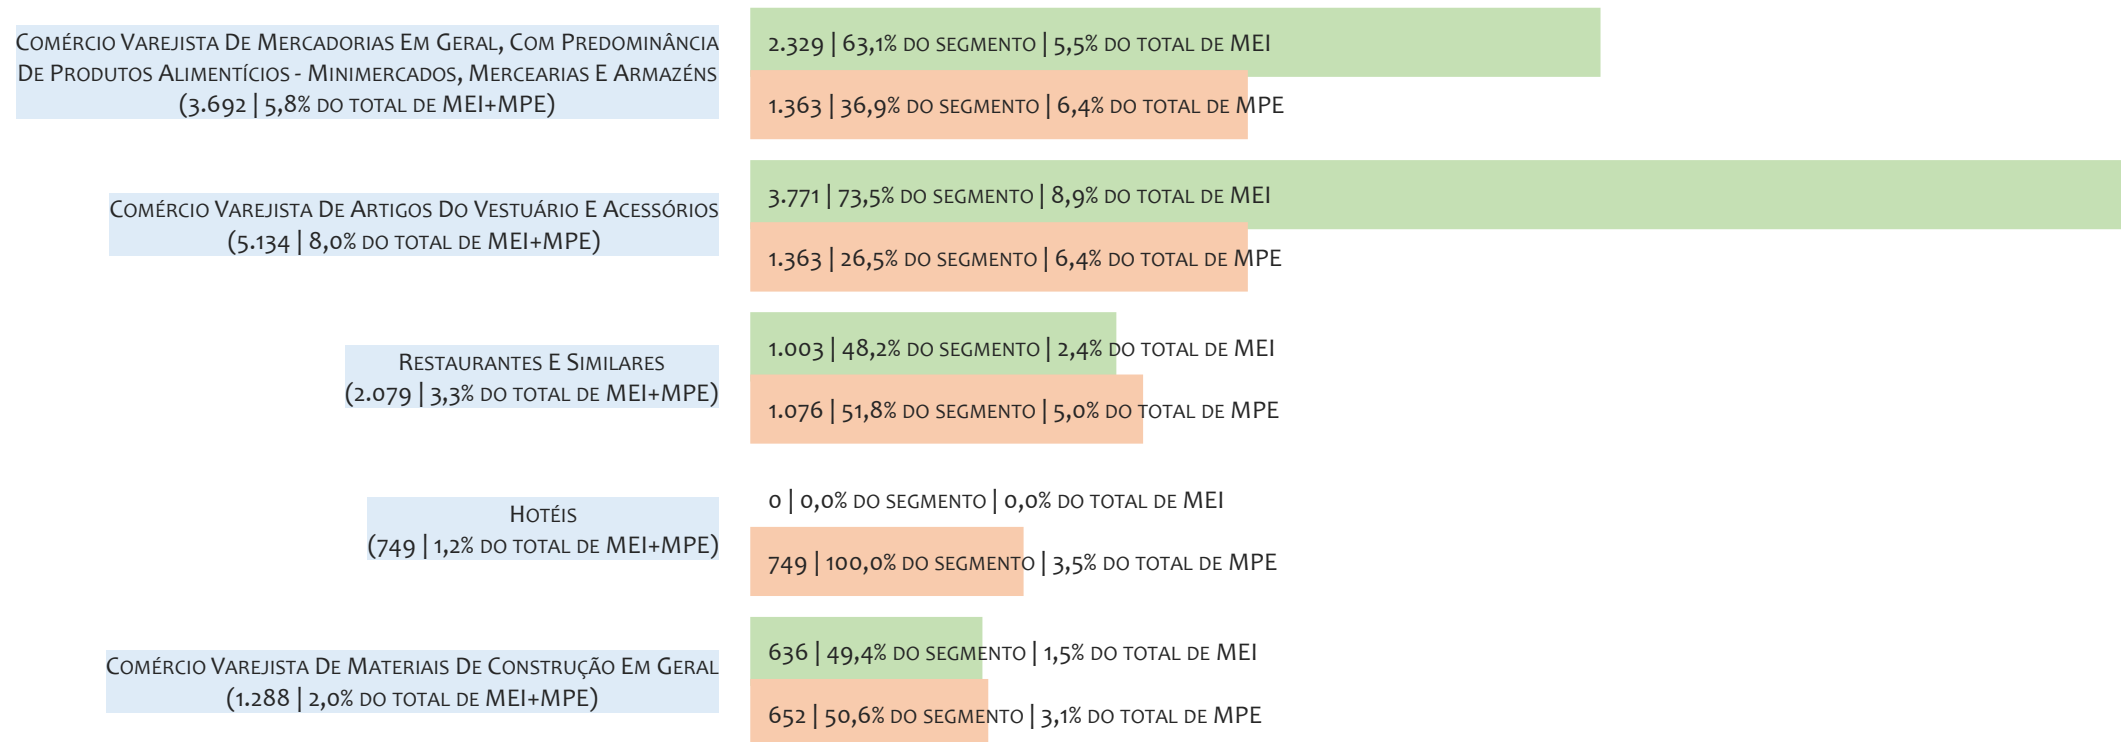 COMÉRCIO VAREJISTA DE MERCADORIAS EM GERAL, COM PREDOMINÂNCIA
DE PRODUTOS ALIMENTÍCIOS - MINIMERCADOS, MERCEARIAS E ARMAZÉNS
(3.692 | 5,8% DO TOTAL DE MEI+MPE)
2.329 | 63,1% DO SEGMENTO | 5,5% DO TOTAL DE MEI
1.363 | 36,9% DO SEGMENTO | 6,4% DO TOTAL DE MPE
COMÉRCIO VAREJISTA DE ARTIGOS DO VESTUÁRIO E ACESSÓRIOS
(5.134 | 8,0% DO TOTAL DE MEI+MPE)
3.771 | 73,5% DO SEGMENTO | 8,9% DO TOTAL DE MEI
1.363 | 26,5% DO SEGMENTO | 6,4% DO TOTAL DE MPE
RESTAURANTES E SIMILARES
(2.079 | 3,3% DO TOTAL DE MEI+MPE)
1.003 | 48,2% DO SEGMENTO | 2,4% DO TOTAL DE MEI
1.076 | 51,8% DO SEGMENTO | 5,0% DO TOTAL DE MPE
HOTÉIS
(749 | 1,2% DO TOTAL DE MEI+MPE)
0 | 0,0% DO SEGMENTO | 0,0% DO TOTAL DE MEI
749 | 100,0% DO SEGMENTO | 3,5% DO TOTAL DE MPE
COMÉRCIO VAREJISTA DE MATERIAIS DE CONSTRUÇÃO EM GERAL
(1.288 | 2,0% DO TOTAL DE MEI+MPE)
636 | 49,4% DO SEGMENTO | 1,5% DO TOTAL DE MEI
652 | 50,6% DO SEGMENTO | 3,1% DO TOTAL DE MPE